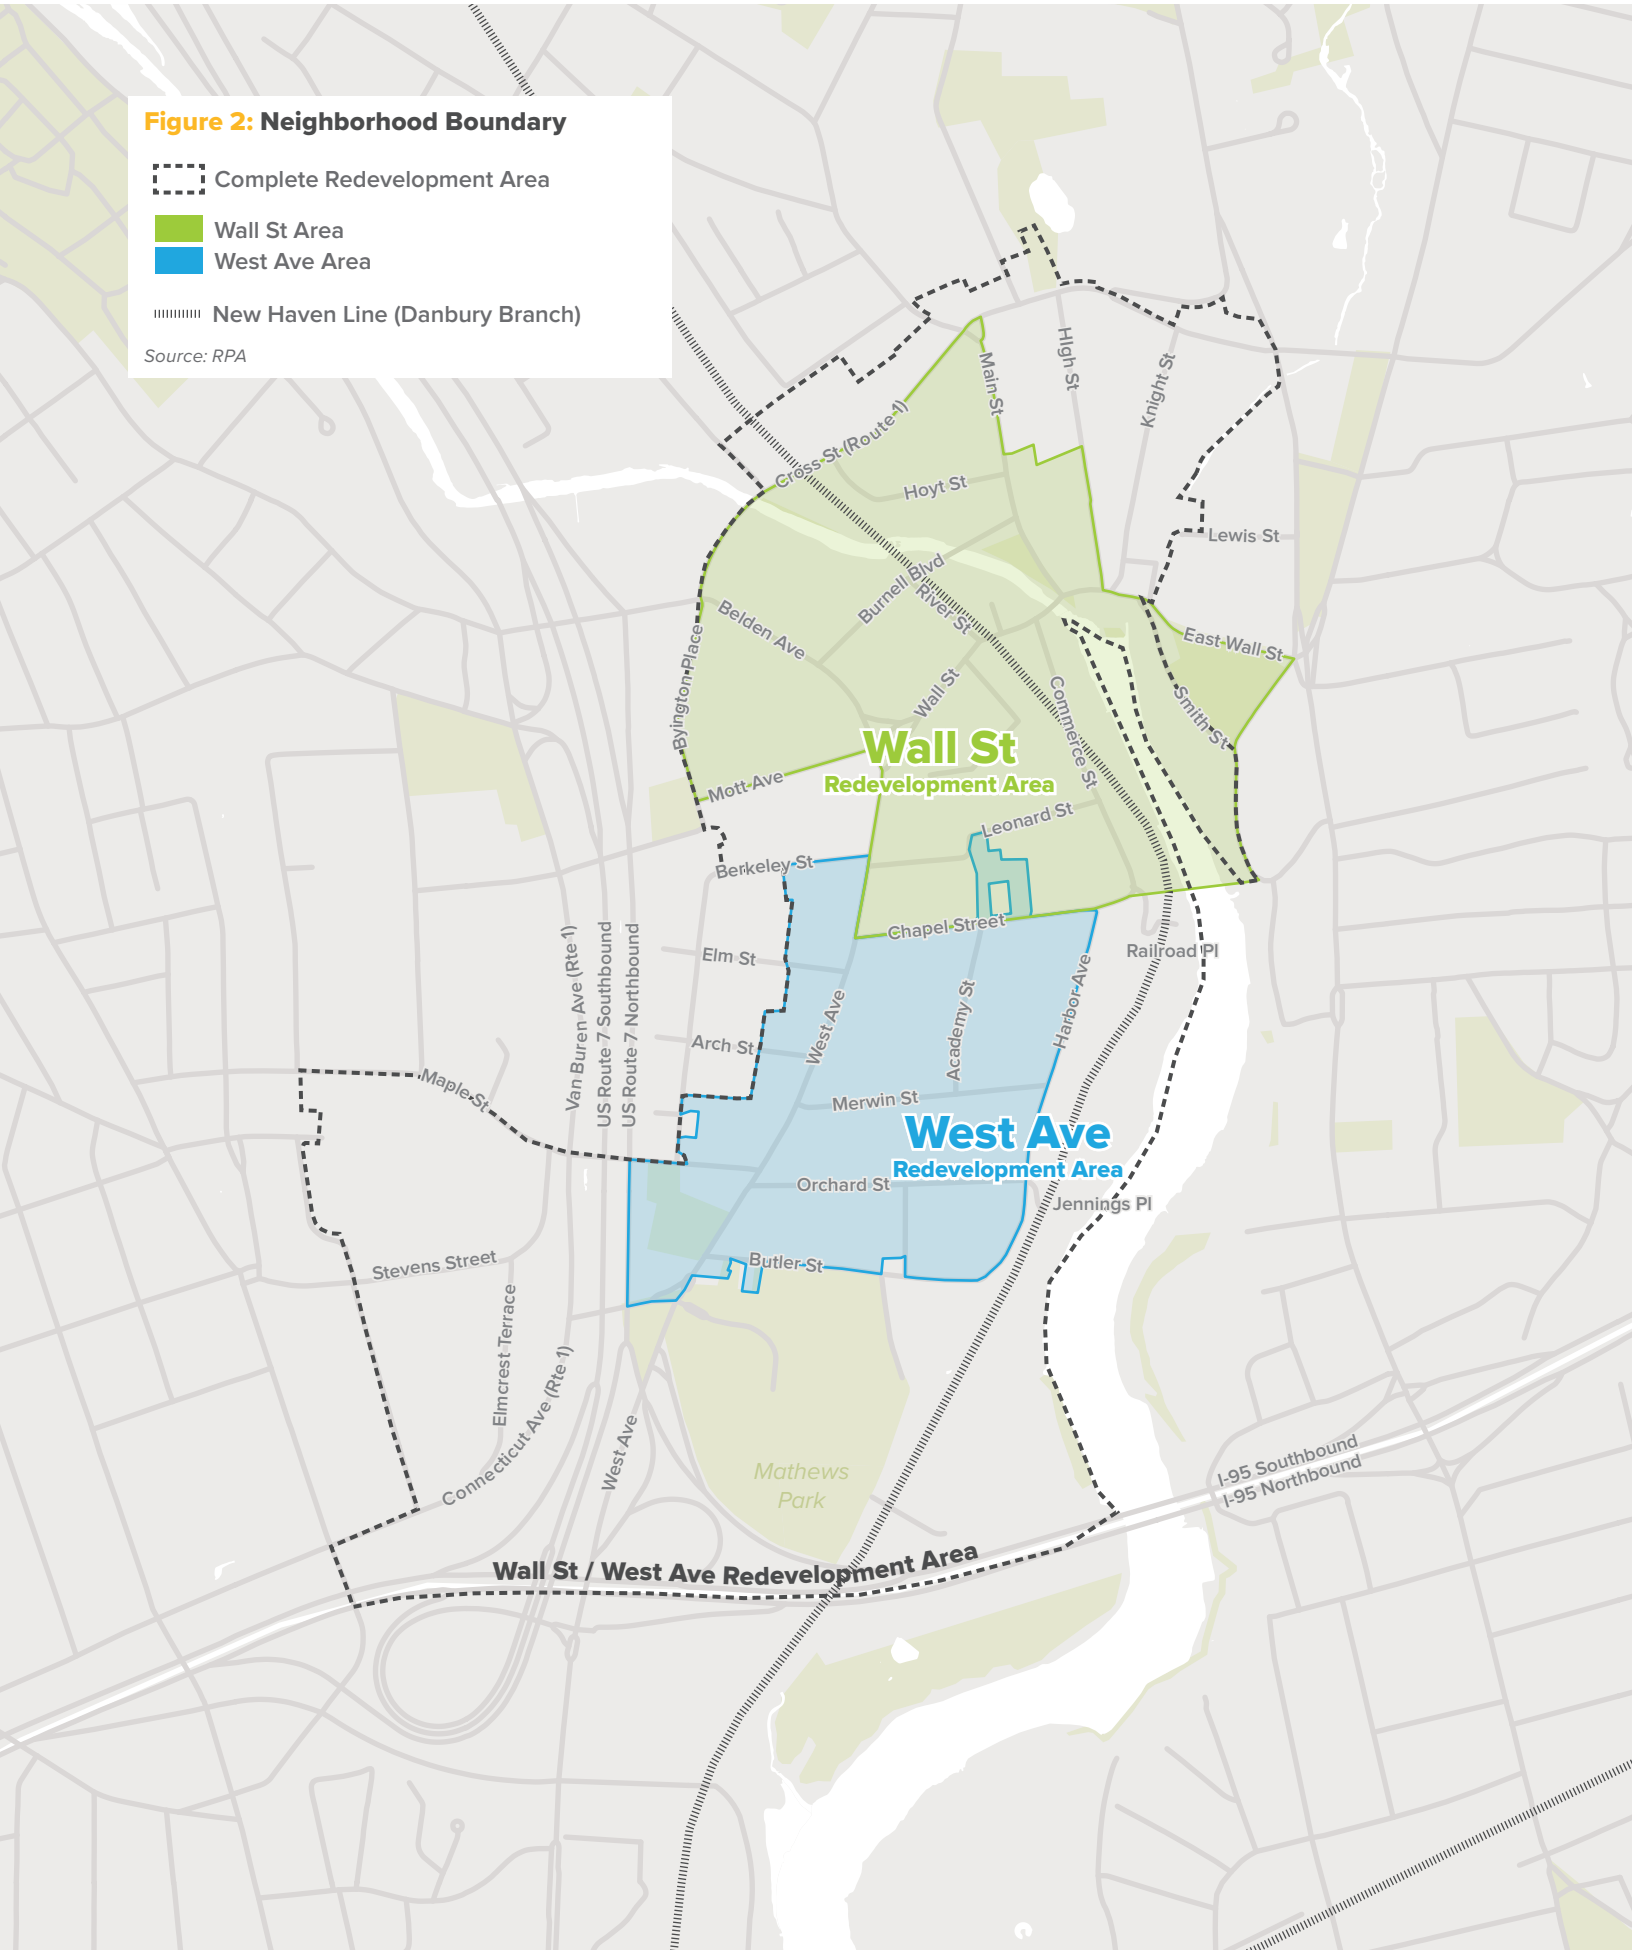 Figure 2: Neighborhood Boundary
Complete Redevelopment Area
Wall St Area
West Ave Area
New Haven Line (Danbury Branch)
Source: RPA
Main St
HIgh St
Knight St
Cross St (Route 1)
Hoyt St
Lewis St
Burnell Blvd
River St
Belden Ave
East Wall St
Byington Place
Wall St
Commerce St
Smith St
Wall St
Redevelopment Area
Mott Ave
Leonard St
Berkeley St
Chapel Street
Railroad Pl
Elm St
Van Buren Ave (Rte 1)
US Route 7 Southbound
US Route 7 Northbound
West Ave
Academy St
Harbor Ave
Arch St
Maple St
Merwin St
West Ave
Redevelopment Area
Orchard St
Jennings Pl
Stevens Street
Butler St
Elmcrest Terrace
Connecticut Ave (Rte 1)
West Ave
Mathews
Park
I-95 Southbound
I-95 Northbound
Wall St / West Ave Redevelopment Area